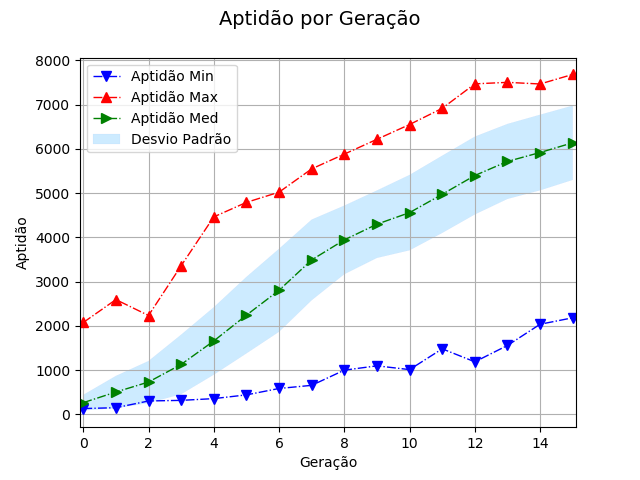 Aptidão por Geração
8000
7000
6000
5000
4000
3000
2000
1000
0
Aptidão
Aptidão Min
Aptidão Max
Aptidão Med
Desvio Padrão
0 2 4 6 8 10 12 14
Geração